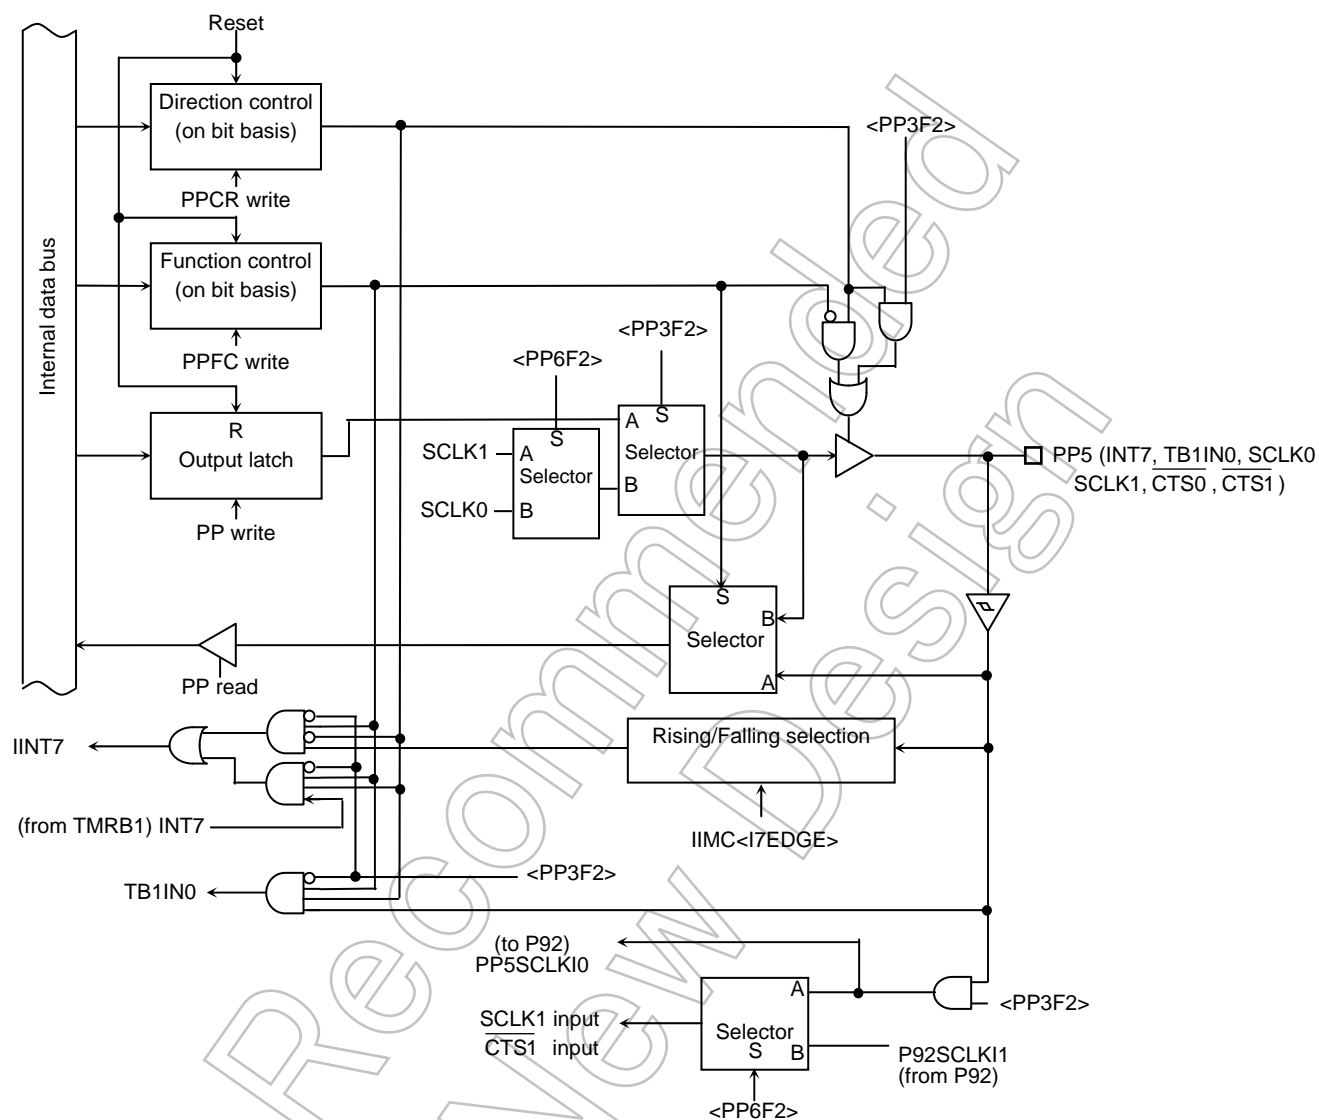 Reset
Direction control
(on bit basis)
<PP3F2>
PPCR write
Internal data bus
Function control
(on bit basis)
<PP3F2>
PPFC write
<PP6F2>
R
Output latch
S
A
Selector
B
S
SCLK1
A
Selector
SCLK0
B
PP write
PP5 (INT7, TB1IN0, SCLK0
SCLK1, CTS0 , CTS1 )
S
B
Selector
A
PP read
IINT7
Rising/Falling selection
(from TMRB1) INT7
IIMC<I7EDGE>
TB1IN0
<PP3F2>
(to P92)
PP5SCLKI0
A
<PP3F2>
SCLK1 input
CTS1 input
Selector
S
B
P92SCLKI1
(from P92)
<PP6F2>
Recommended
New Design